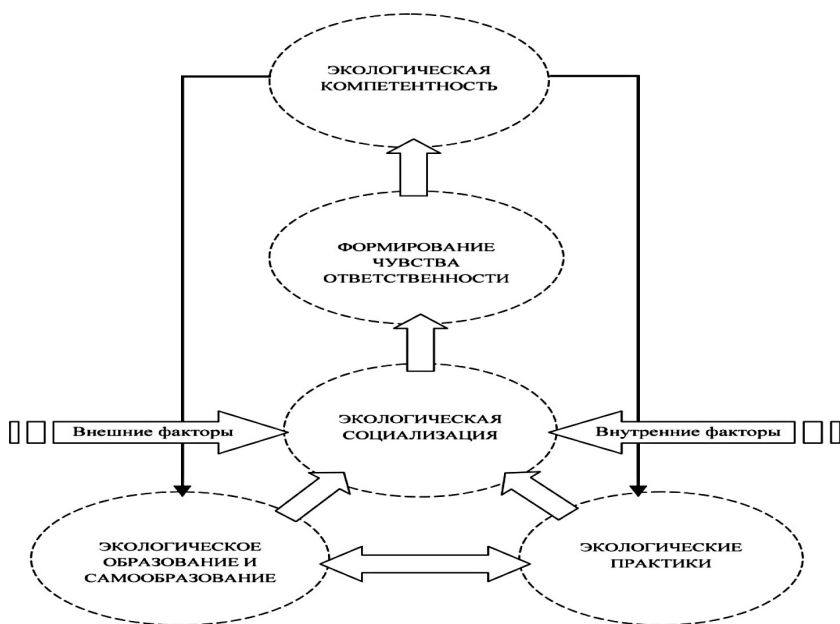 ЭКОЛОГИЧЕСКАЯ
КОМПЕТЕНТНОСТЬ
ФОРМИРОВАНИЕ
ЧУВСТВА
ОТВЕТСТВЕННОСТИ
ЭКОЛОГИЧЕСКАЯ
СОЦИАЛИЗАЦИЯ
Внешние факторы
Внутренние факторы
ЭКОЛОГИЧЕСКОЕ
ОБРАЗОВАНИЕ И
САМООБРАЗОВАНИЕ
ЭКОЛОГИЧЕСКИЕ
ПРАКТИКИ